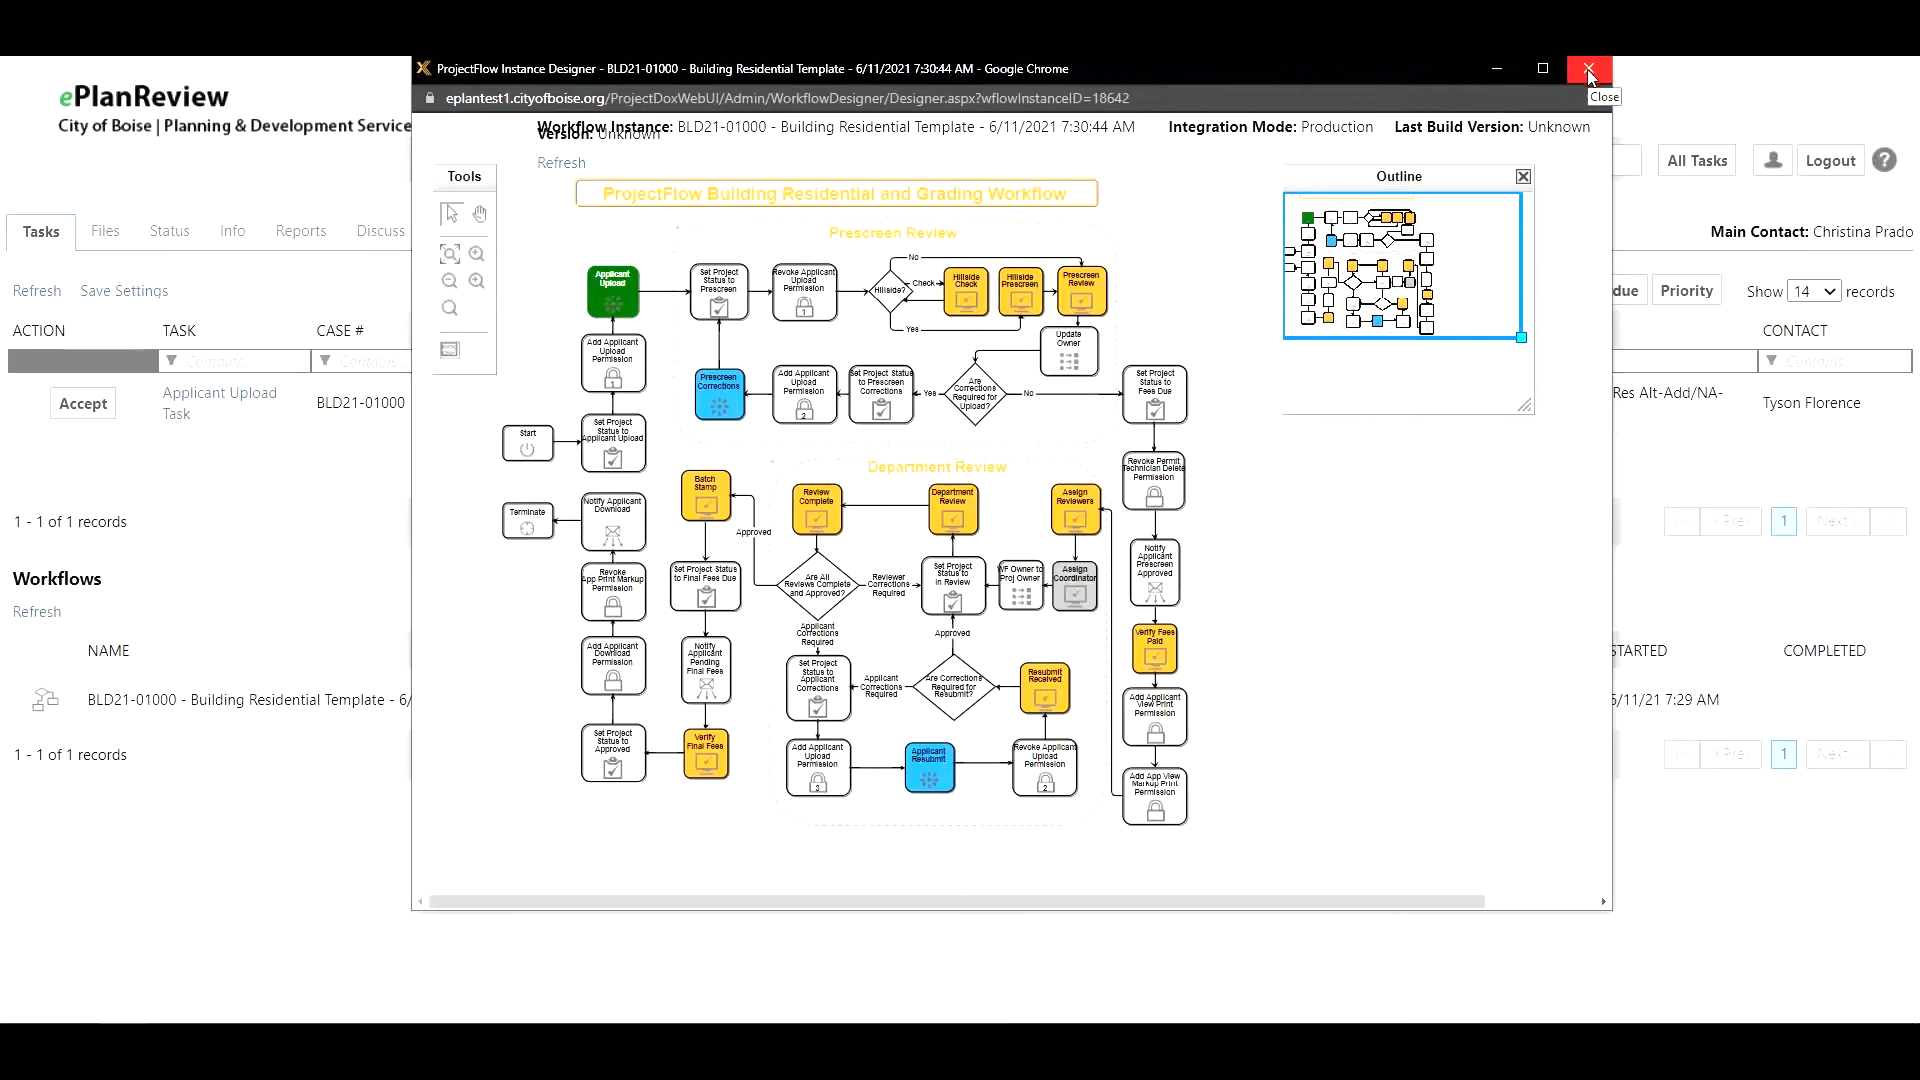 ProjectFlow Instance Designer - BLD21-01000 - Building Residential Template - 6/11/2021 7:30:44 AM - Google Chrome
eplantest1.cityofboise.org/ProjectDoxWebUI/Admin/WorkflowDesigner/Designer.aspx?wflowInstanceID=18642
Close
ePlanReview
City of Boise | Planning & Development Service
Workflow Instance: BLD21-01000 - Building Residential Template - 6/11/2021 7:30:44 AM Integration Mode: Production Last Build Version: Unknown
Version: Unknown
Refresh
All Tasks Logout ?
Tasks Files Status Info Reports Discuss
Main Contact: Christina Prado
Refresh Save Settings
due Priority Show 14 records
ACTION TASK CASE # CONTACT
Contains... Contains... Contains...
Accept
Applicant Upload
Task
BLD21-01000
Res Alt-Add/NA-
Tyson Florence
1 - 1 of 1 records
Prev 1 Next
Workflows
Refresh
NAME STARTED COMPLETED
BLD21-01000 - Building Residential Template - 6/
6/11/21 7:29 AM
1 - 1 of 1 records
Prev 1 Next
Tools
Outline
ProjectFlow Building Residential and Grading Workflow
Prescreen Review
Applicant
Upload
Set Project
Status to
Prescreen
Revoke Applicant
Upload
Permission
1
Hillside?
No
Check
Yes
Hillside
Check
Hillside
Prescreen
Prescreen
Review
Update
Owner
Add Applicant
Upload
Permission
1
Prescreen
Corrections
Add Applicant
Upload
Permission
2
Set Project
Status to Prescreen
Corrections
Yes
Are
Corrections
Required for
Upload?
No
Set Project
Status to
Fees Due
Start
Set Project
Status to
Applicant Upload
Revoke Permit
Technician Delete
Permission
Department Review
Batch
Stamp
Review
Complete
Department
Review
Assign
Reviewers
Terminate
Notify Applicant
Download
Approved
Notify
Applicant
Prescreen
Approved
Revoke
App Print Markup
Permission
Set Project Status
to Final Fees Due
Are All
Reviews Complete
and Approved?
Reviewer
Corrections
Required
Set Project
Status to
In Review
WF Owner to
Proj Owner
Assign
Coordinator
Applicant
Corrections
Required
Approved
Verify Fees
Paid
Add Applicant
Download
Permission
Notify
Applicant
Pending
Final Fees
Set Project
Status to
Applicant
Corrections
Applicant
Corrections
Required
Are Corrections
Required for
Resubmit?
Resubmit
Received
Add Applicant
View Print
Permission
Set Project
Status to
Approved
Verify
Final Fees
Add Applicant
Upload
Permission
3
Applicant
Resubmit
Revoke Applicant
Upload
Permission
2
Add App View
Markup Print
Permission